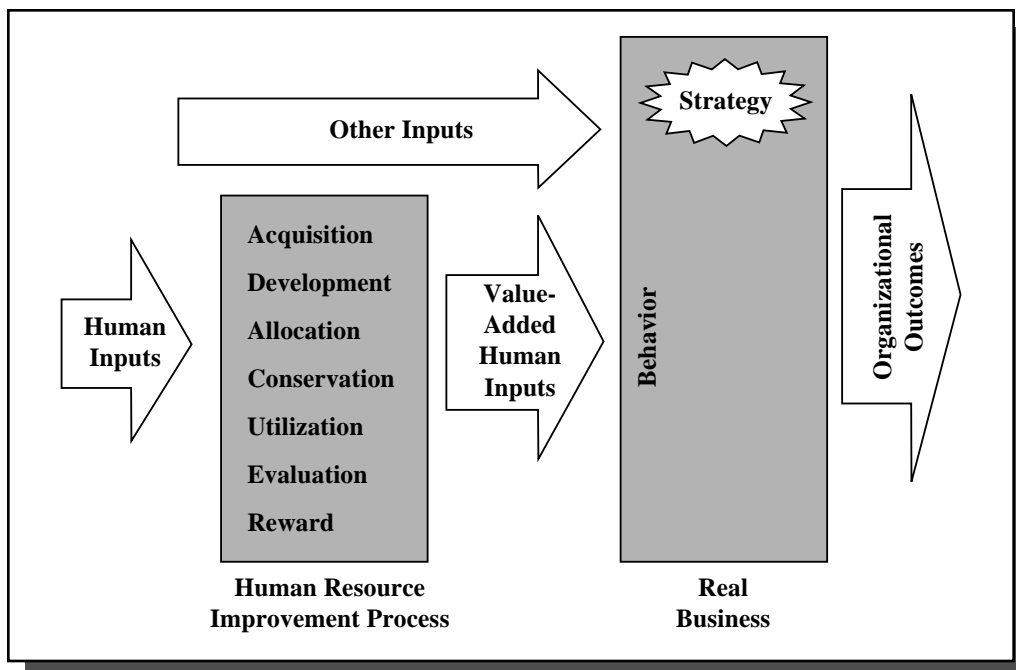 Strategy
Other Inputs
Human
Inputs
Acquisition
Development
Allocation
Conservation
Utilization
Evaluation
Reward
Value-
Added
Human
Inputs
Behavior
Organizational
Outcomes
Human Resource
Improvement Process
Real
Business